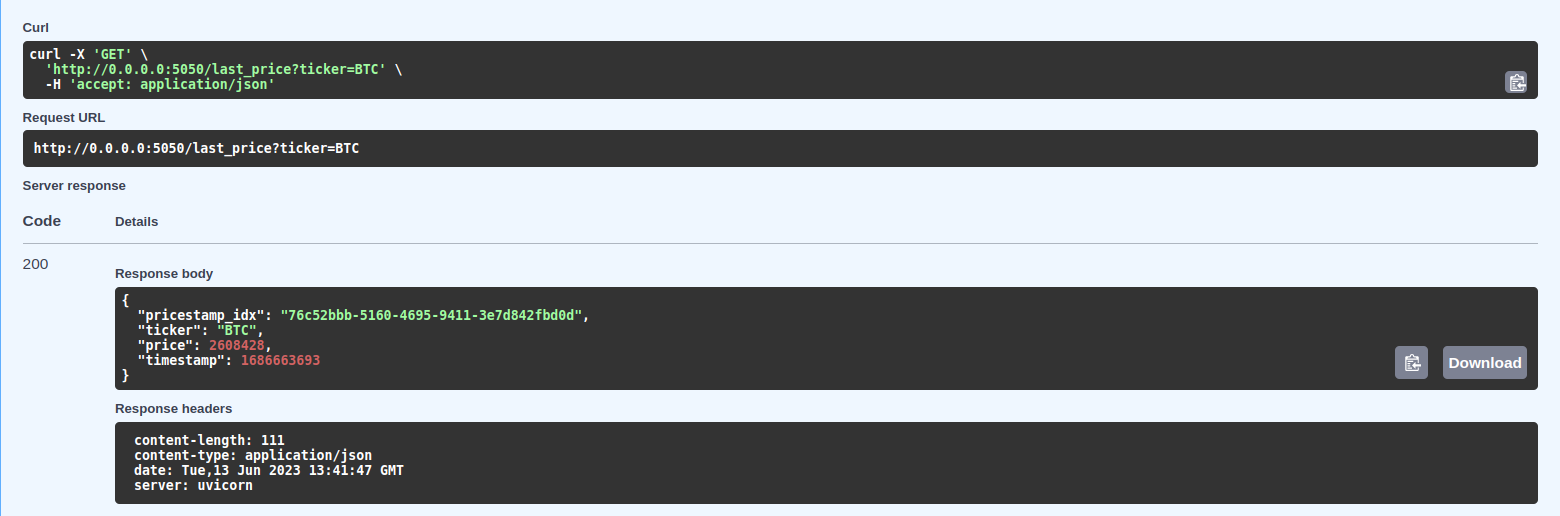 Curl
curl -X 'GET' \
  'http://0.0.0.0:5050/last_price?ticker=BTC' \
  -H 'accept: application/json'
Request URL
http://0.0.0.0:5050/last_price?ticker=BTC
Server response
Code Details
200
Response body
{
  "pricestamp_idx": "76c52bbb-5160-4695-9411-3e7d842fbd0d",
  "ticker": "BTC",
  "price": 2608428,
  "timestamp": 1686663693
}
Download
Response headers
content-length: 111
content-type: application/json
date: Tue,13 Jun 2023 13:41:47 GMT
server: uvicorn